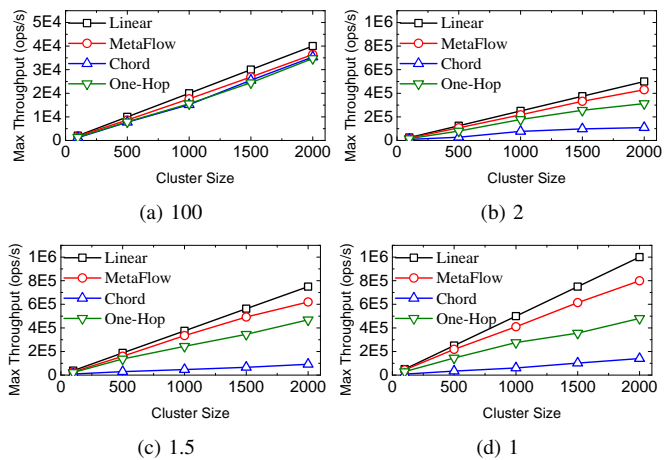 5E4
4E4
3E4
2E4
1E4
0
Max Throughput (ops/s)
Linear
MetaFlow
Chord
One-Hop
0 500 1000 1500 2000
Cluster Size
(a) 100
1E6
8E5
6E5
4E5
2E5
0
Max Throughput (ops/s)
Linear
MetaFlow
Chord
One-Hop
0 500 1000 1500 2000
Cluster Size
(b) 2
1E6
8E5
6E5
4E5
2E5
0
Max Throughput (ops/s)
Linear
MetaFlow
Chord
One-Hop
0 500 1000 1500 2000
Cluster Size
(c) 1.5
1E6
8E5
6E5
4E5
2E5
0
Max Throughput (ops/s)
Linear
MetaFlow
Chord
One-Hop
0 500 1000 1500 2000
Cluster Size
(d) 1